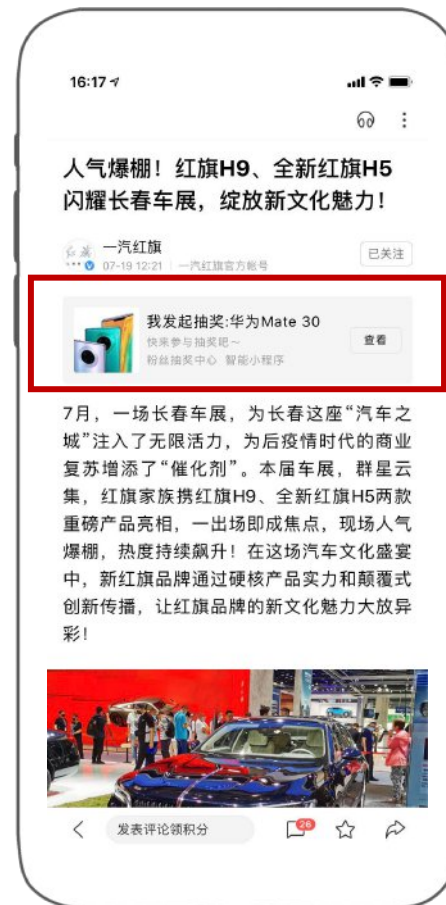 16:17
人气爆棚！红旗H9、全新红旗H5
闪耀长春车展，绽放新文化魅力！
红旗
一汽红旗
07-19 12:21 一汽红旗官方帐号
已关注
我发起抽奖:华为Mate 30
快来参与抽奖吧~
粉丝抽奖中心 智能小程序
查看
7月，一场长春车展，为长春这座“汽车之
城”注入了无限活力，为后疫情时代的商业
复苏增添了“催化剂”。本届车展，群星云
集，红旗家族携红旗H9、全新红旗H5两款
重磅产品亮相，一出场即成焦点，现场人气
爆棚，热度持续飙升！在这场汽车文化盛宴
中，新红旗品牌通过硬核产品实力和颠覆式
创新传播，让红旗品牌的新文化魅力大放异
彩！
发表评论领积分
26